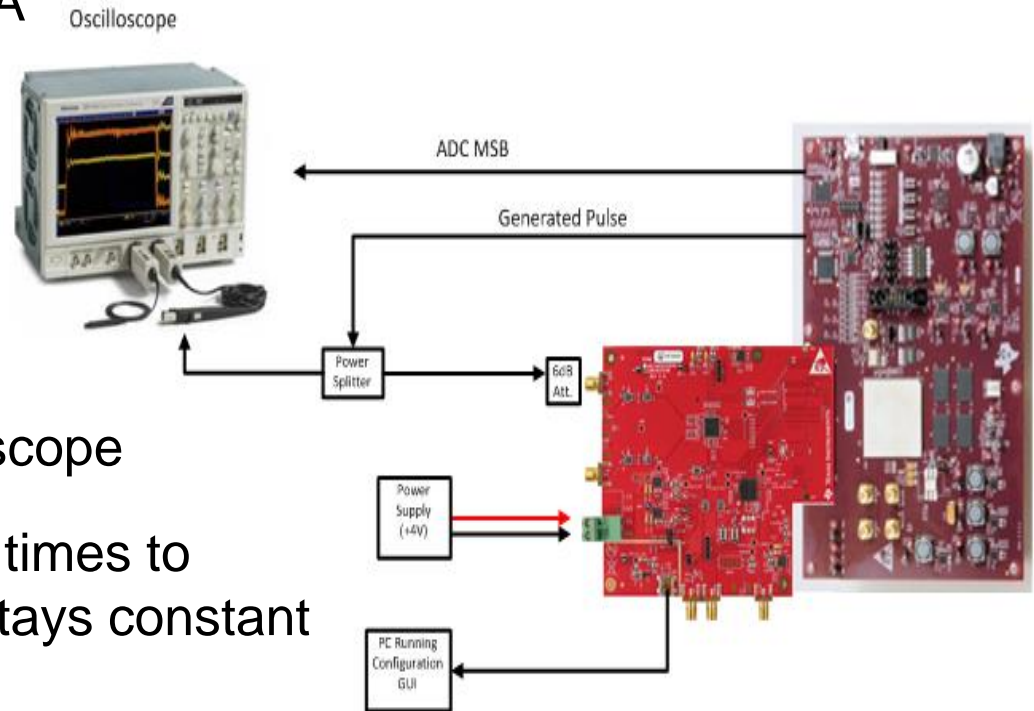 A
Oscilloscope
ADC MSB
Generated Pulse
Power
Splitter
6dB
Att.
scope
Power
Supply
(+4V)
times to
tays constant
PC Running
Configuration
GUI